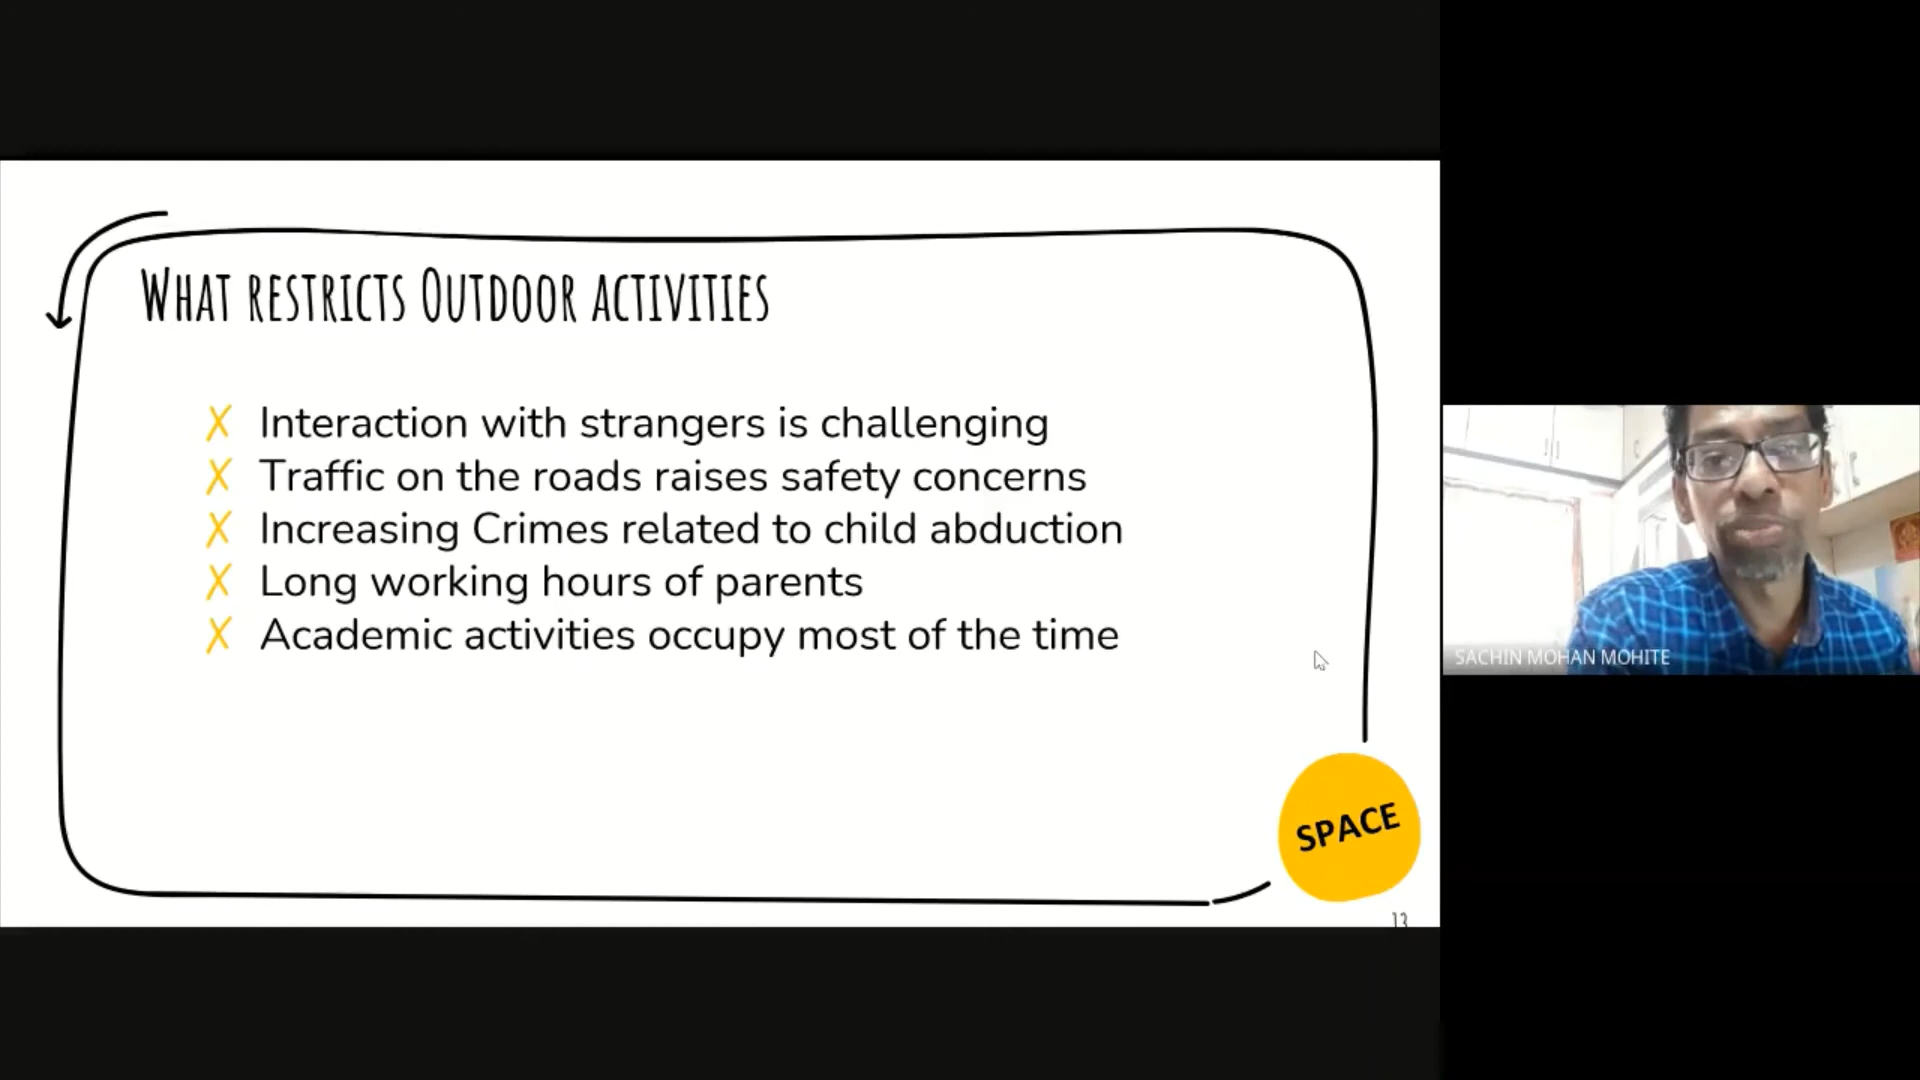 What restricts Outdoor activities
✗ Interaction with strangers is challenging
✗ Traffic on the roads raises safety concerns
✗ Increasing Crimes related to child abduction
✗ Long working hours of parents
✗ Academic activities occupy most of the time
SPACE
13
SACHIN MOHAN MOHITE